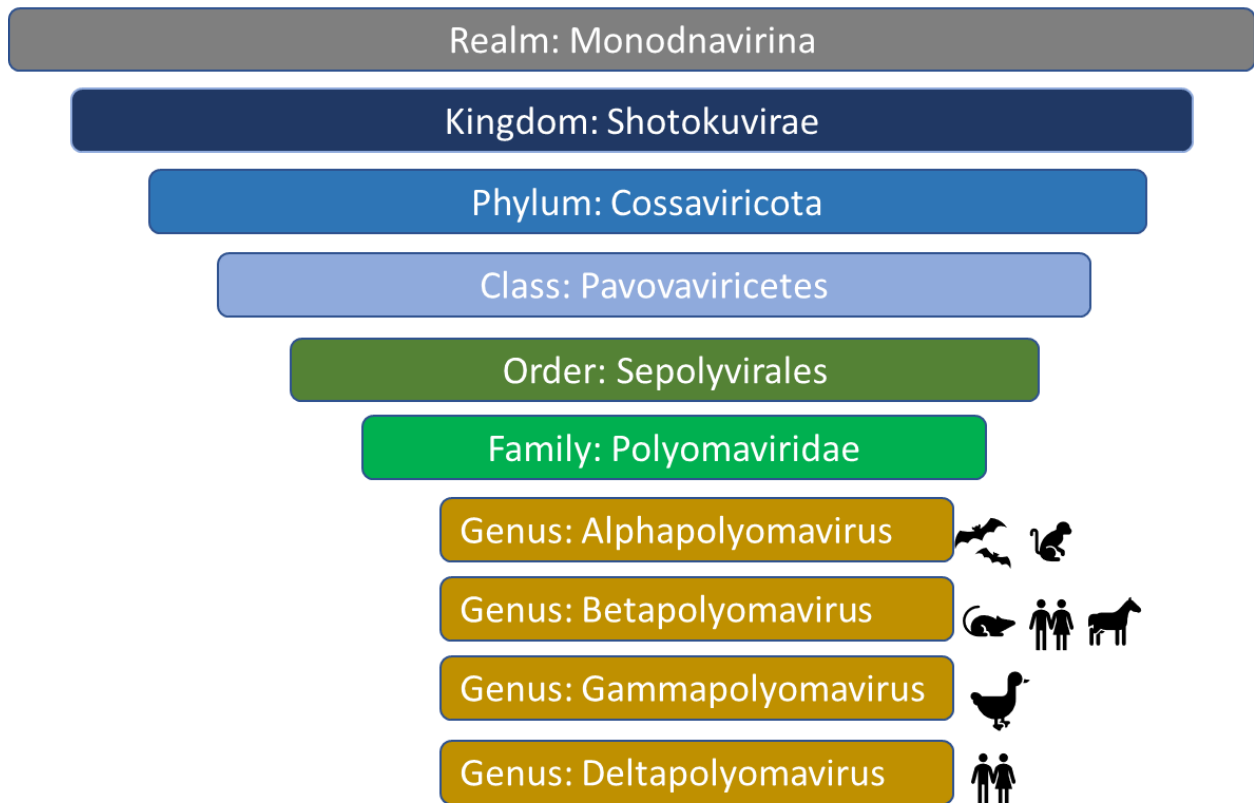 Realm: Monodnavirina
Kingdom: Shotokuvirae
Phylum: Cossaviricota
Class: Pavovaviricetes
Order: Sepolyvirales
Family: Polyomaviridae
Genus: Alphapolyomavirus
Genus: Betapolyomavirus
Genus: Gammapolyomavirus
Genus: Deltapolyomavirus